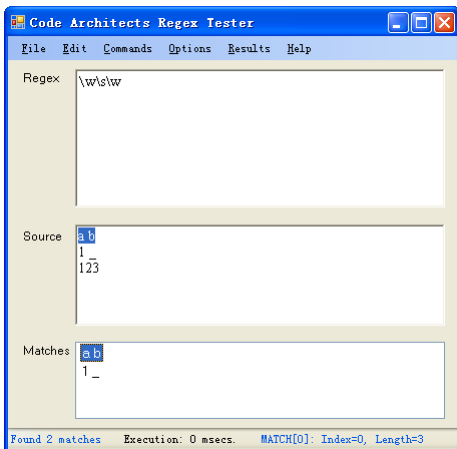 Code Architects Regex Tester
File Edit Commands Options Results Help
Regex
\w\s\w
Source
a b
1 _
123
Matches
a b
1 _
Found 2 matches Execution: 0 msecs. MATCH[0]: Index=0, Length=3